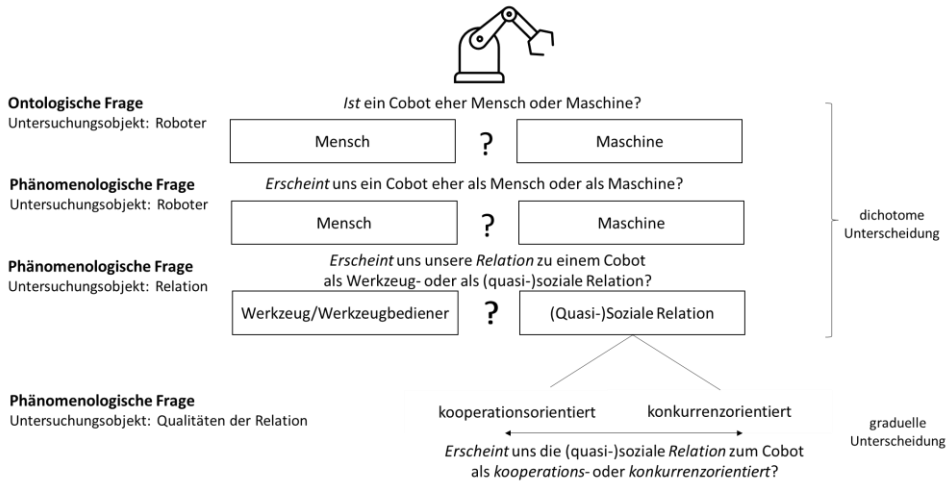 Ontologische Frage
Untersuchungsobjekt: Roboter
Ist ein Cobot eher Mensch oder Maschine?
Mensch
?
Maschine
Phänomenologische Frage
Untersuchungsobjekt: Roboter
Erscheint uns ein Cobot eher als Mensch oder als Maschine?
Mensch
?
Maschine
dichotome
Unterscheidung
Phänomenologische Frage
Untersuchungsobjekt: Relation
Erscheint uns unsere Relation zu einem Cobot
als Werkzeug- oder als (quasi-)soziale Relation?
Werkzeug/Werkzeugbediener
?
(Quasi-)Soziale Relation
Phänomenologische Frage
Untersuchungsobjekt: Qualitäten der Relation
kooperationsorientiert
konkurrenzorientiert
Erscheint uns die (quasi-)soziale Relation zum Cobot
als kooperations- oder konkurrenzorientiert?
graduelle
Unterscheidung